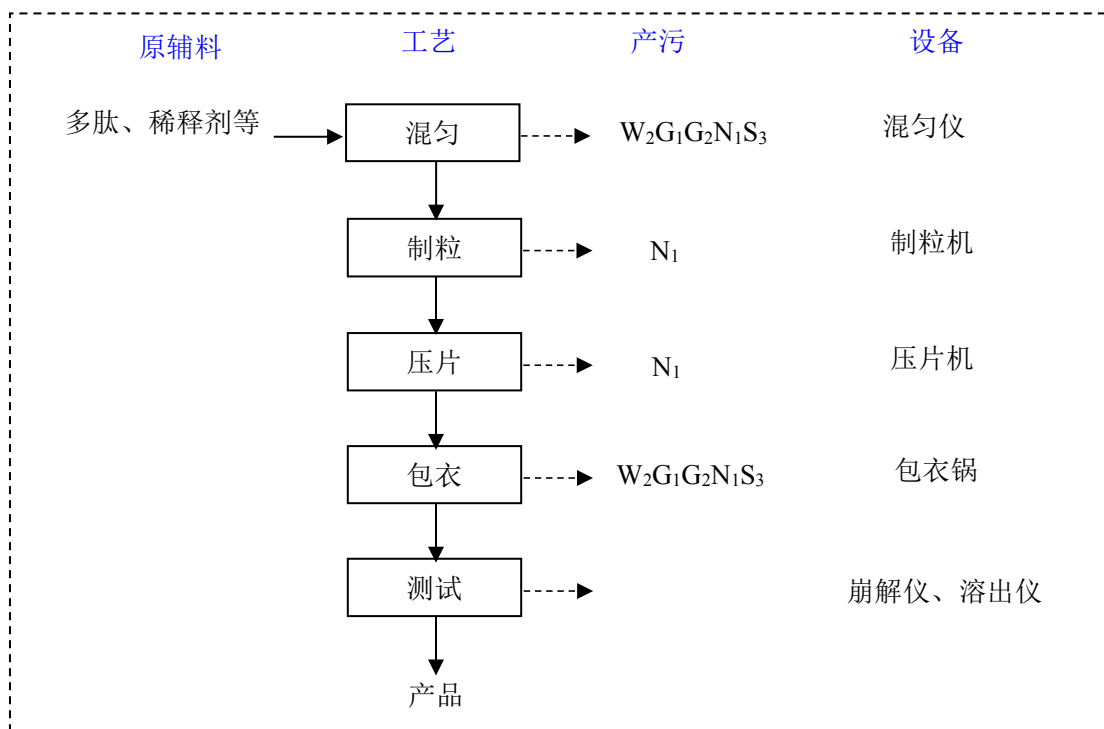 原辅料 工艺 产污 设备
多肽、稀释剂等 混匀 W₂G₁G₂N₁S₃ 混匀仪
制粒 N₁ 制粒机
压片 N₁ 压片机
包衣 W₂G₁G₂N₁S₃ 包衣锅
测试 崩解仪、溶出仪
产品